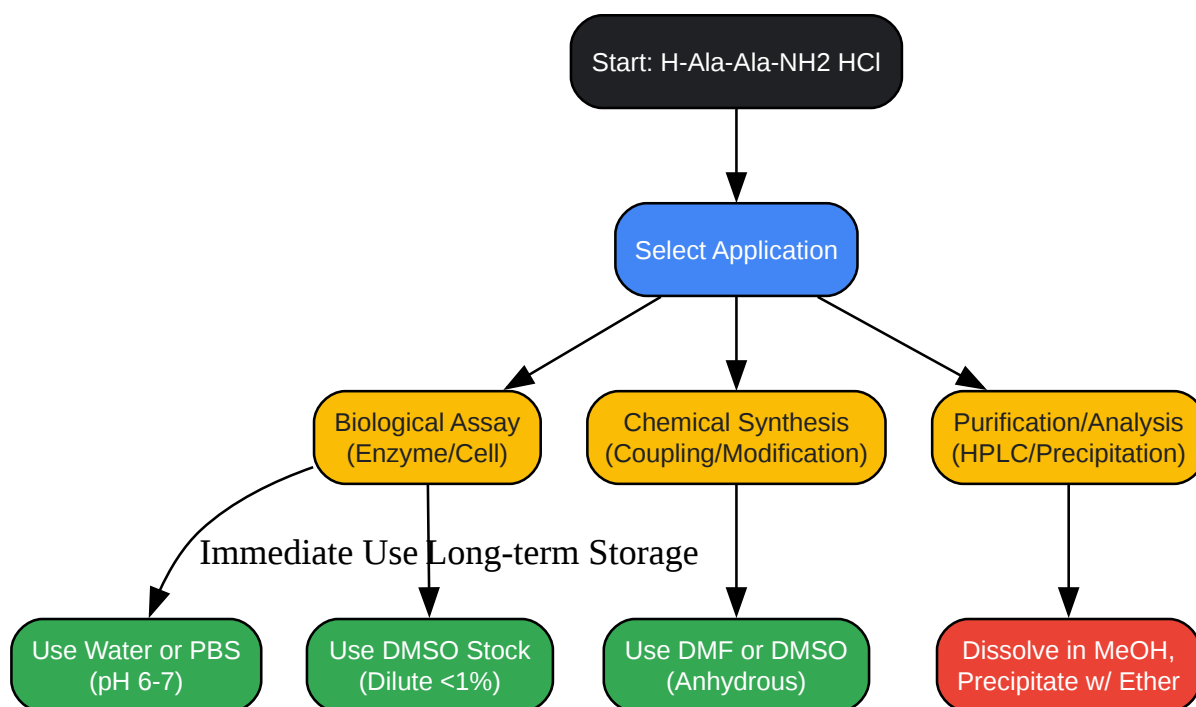 Start: H-Ala-Ala-NH2 HCl
Select Application
Biological Assay
(Enzyme/Cell)
Chemical Synthesis
(Coupling/Modification)
Purification/Analysis
(HPLC/Precipitation)
Immediate Use
Long-term Storage
Use Water or PBS
(pH 6-7)
Use DMSO Stock
(Dilute <1%)
Use DMF or DMSO
(Anhydrous)
Dissolve in MeOH,
Precipitate w/ Ether